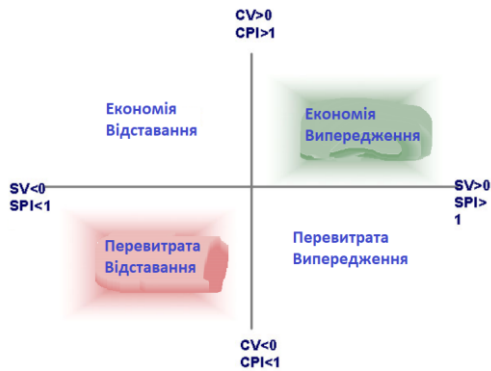 CV>0
CPI>1
Економія
Відставання
Економія
Випередження
SV<0
SPI<1
SV>0
SPI>
1
Перевитрата
Відставання
Перевитрата
Випередження
CV<0
CPI<1